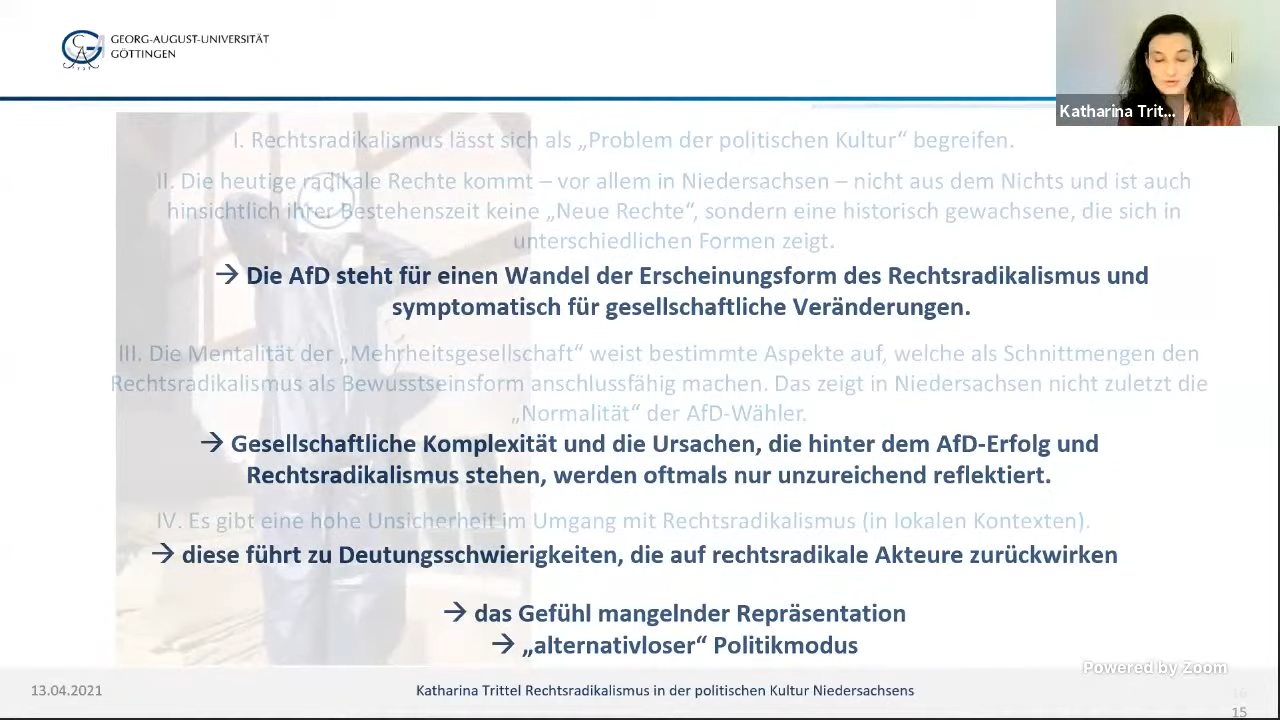 GEORG-AUGUST-UNIVERSITÄT
GÖTTINGEN
Katharina Trit...
I. Rechtsradikalismus lässt sich als „Problem der politischen Kultur“ begreifen.
II. Die heutige radikale Rechte kommt – vor allem in Niedersachsen – nicht aus dem Nichts und ist auch
hinsichtlich ihrer Bestehenszeit keine „Neue Rechte“, sondern eine historisch gewachsene, die sich in
unterschiedlichen Formen zeigt.
→ Die AfD steht für einen Wandel der Erscheinungsform des Rechtsradikalismus und
symptomatisch für gesellschaftliche Veränderungen.
III. Die Mentalität der „Mehrheitsgesellschaft“ weist bestimmte Aspekte auf, welche als Schnittmengen den
Rechtsradikalismus als Bewusstseinsform anschlussfähig machen. Das zeigt in Niedersachsen nicht zuletzt die
„Normalität“ der AfD-Wähler.
→ Gesellschaftliche Komplexität und die Ursachen, die hinter dem AfD-Erfolg und
Rechtsradikalismus stehen, werden oftmals nur unzureichend reflektiert.
IV. Es gibt eine hohe Unsicherheit im Umgang mit Rechtsradikalismus (in lokalen Kontexten).
→ diese führt zu Deutungsschwierigkeiten, die auf rechtsradikale Akteure zurückwirken
→ das Gefühl mangelnder Repräsentation
→ „alternativloser“ Politikmodus
Powered by Zoom
13.04.2021
Katharina Trittel Rechtsradikalismus in der politischen Kultur Niedersachsens
16
15